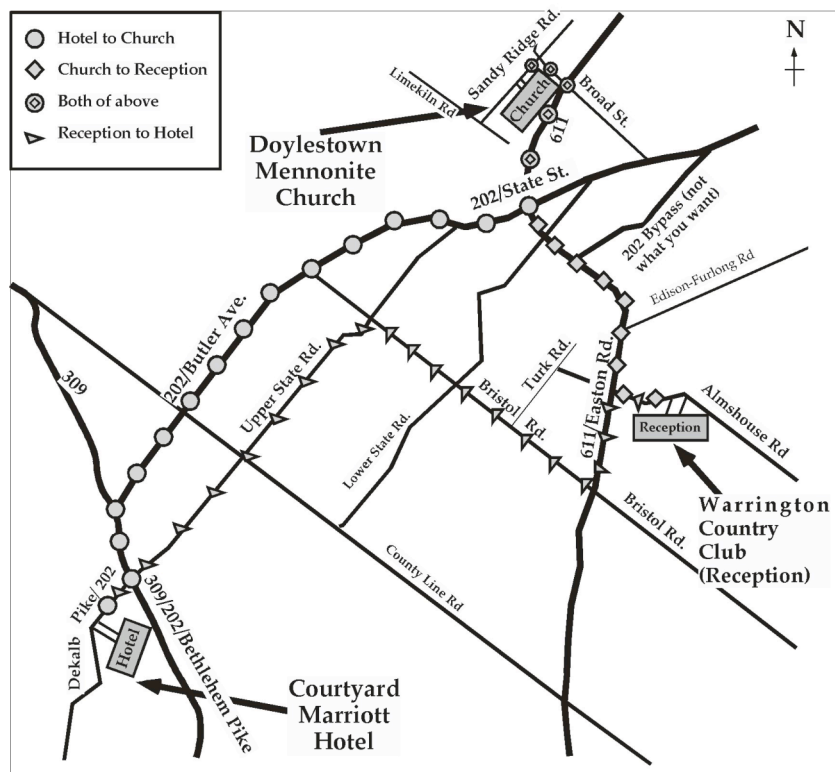 Hotel to Church
Church to Reception
Both of above
Reception to Hotel
N
Sandy Ridge Rd.
Limekiln Rd
Church
Broad St.
611
Doylestown
Mennonite
Church
202/State St.
202 Bypass (not
what you want)
Edison-Furlong Rd
309
202/Butler Ave.
Upper State Rd.
Lower State Rd.
Bristol Rd.
Turk Rd.
611/Easton Rd.
Almshouse Rd
Reception
Bristol Rd.
Warrington
Country
Club
(Reception)
County Line Rd
Dekalb Pike/202
309/202/Bethlehem Pike
Hotel
Courtyard
Marriott
Hotel